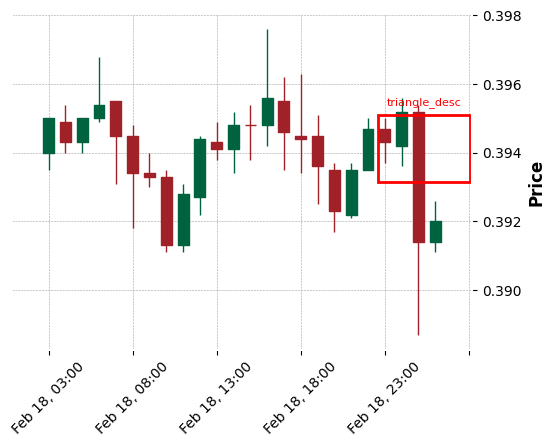 0.398
0.396
triangle_desc
0.394
0.392
0.390
Price
Feb 18, 03:00
Feb 18, 08:00
Feb 18, 13:00
Feb 18, 18:00
Feb 18, 23:00